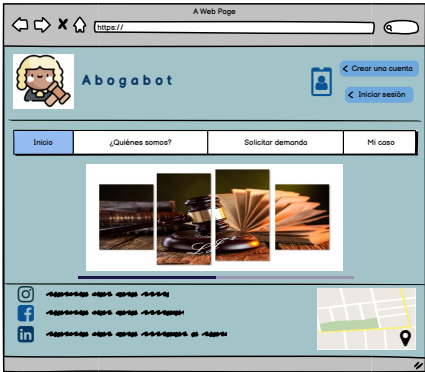 A Web Page
https://
Abogabot
Crear una cuenta
Iniciar sesión
Inicio
¿Quiénes somos?
Solicitar demanda
Mi caso